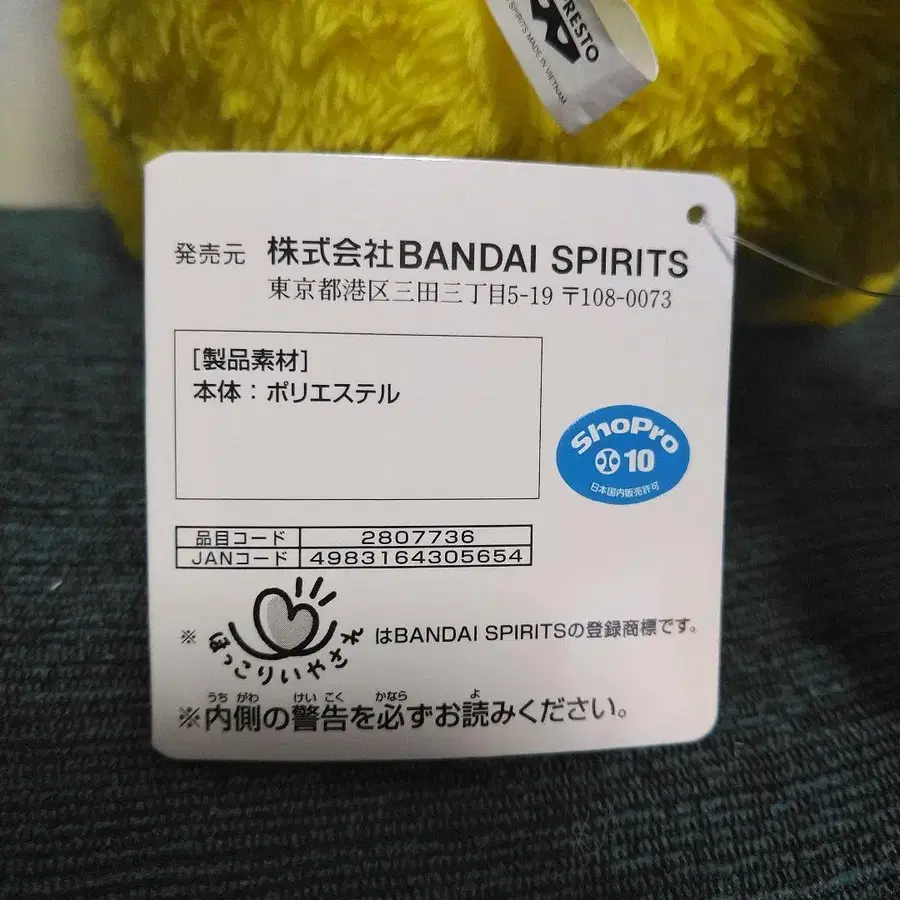 PRESTO
SPIRITS MADE IN VIETNAM
発売元 株式会社BANDAI SPIRITS
東京都港区三田三丁目5-19 〒108-0073
[製品素材]
本体：ポリエステル
ShoPro
10
日本国内販売許可
品目コード 2807736
JANコード 4983164305654
※ ほっこりいやされ はBANDAI SPIRITSの登録商標です。
うち がわ けい こく かなら よ
※内側の警告を必ずお読みください。